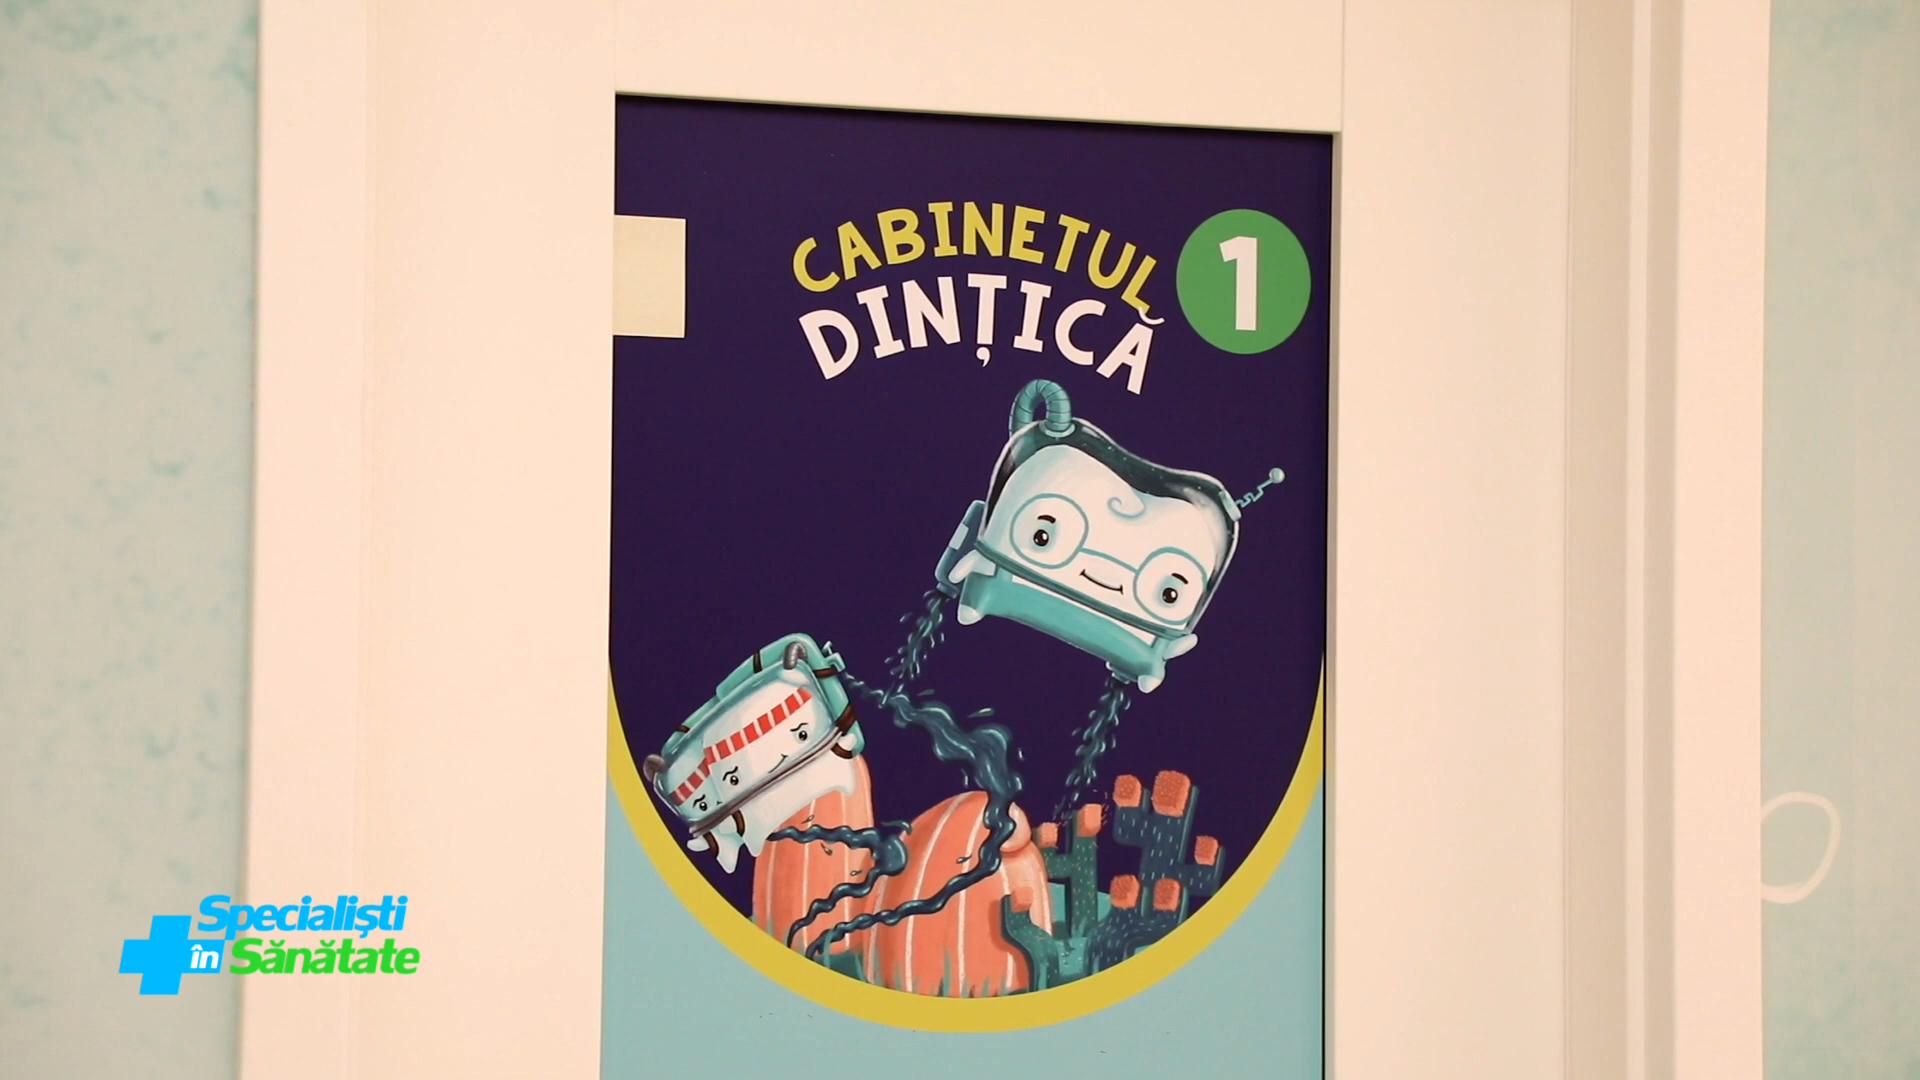 CABINETUL
DINȚICĂ
1
Specialiști
în Sănătate